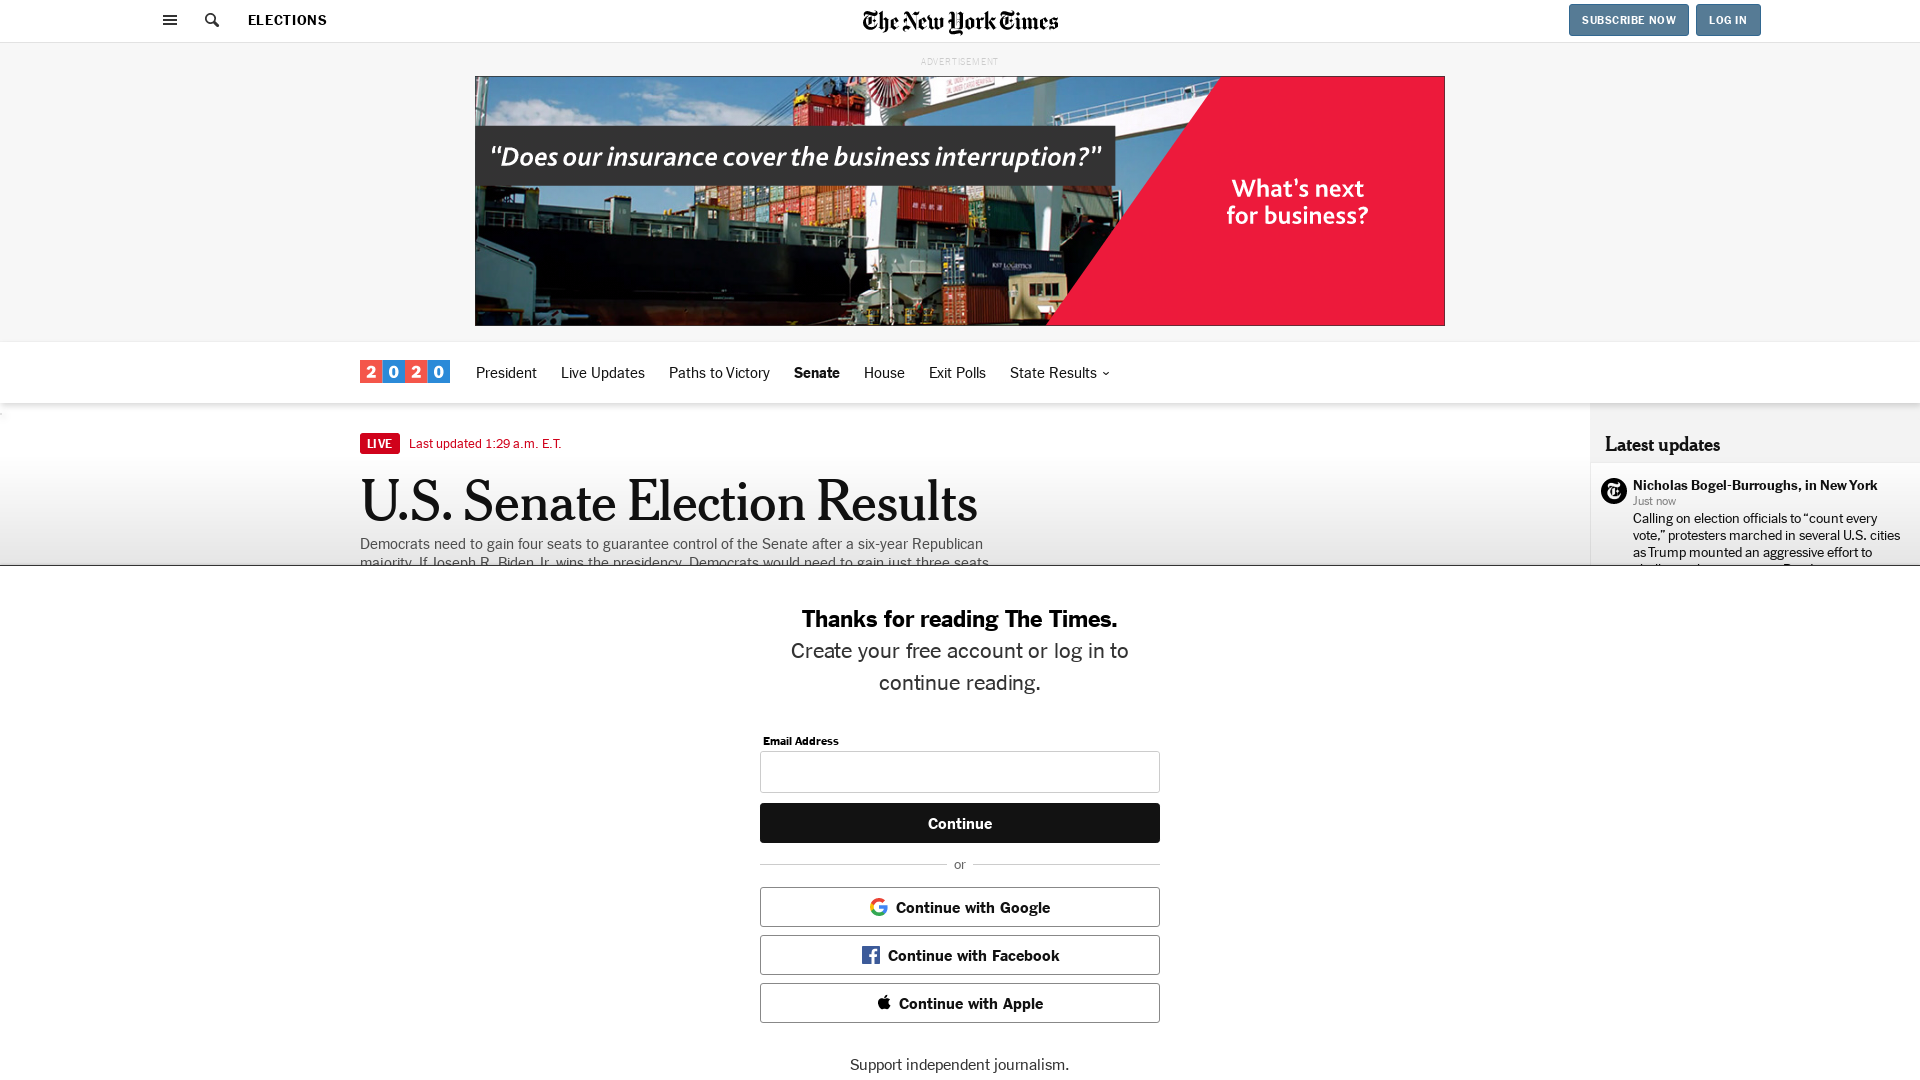 ELECTIONS
The New York Times
SUBSCRIBE NOW
LOG IN
ADVERTISEMENT
“Does our insurance cover the business interruption?”
What’s next
for business?
2020
President
Live Updates
Paths to Victory
Senate
House
Exit Polls
State Results
LIVE
Last updated 1:29 a.m. E.T.
U.S. Senate Election Results
Democrats need to gain four seats to guarantee control of the Senate after a six-year Republican
majority. If Joseph R. Biden Jr. wins the presidency, Democrats would need to gain just three seats
Latest updates
Nicholas Bogel-Burroughs, in New York
Just now
Calling on election officials to “count every
vote,” protesters marched in several U.S. cities
as Trump mounted an aggressive effort to
Thanks for reading The Times.
Create your free account or log in to
continue reading.
Email Address
Continue
or
Continue with Google
Continue with Facebook
Continue with Apple
Support independent journalism.